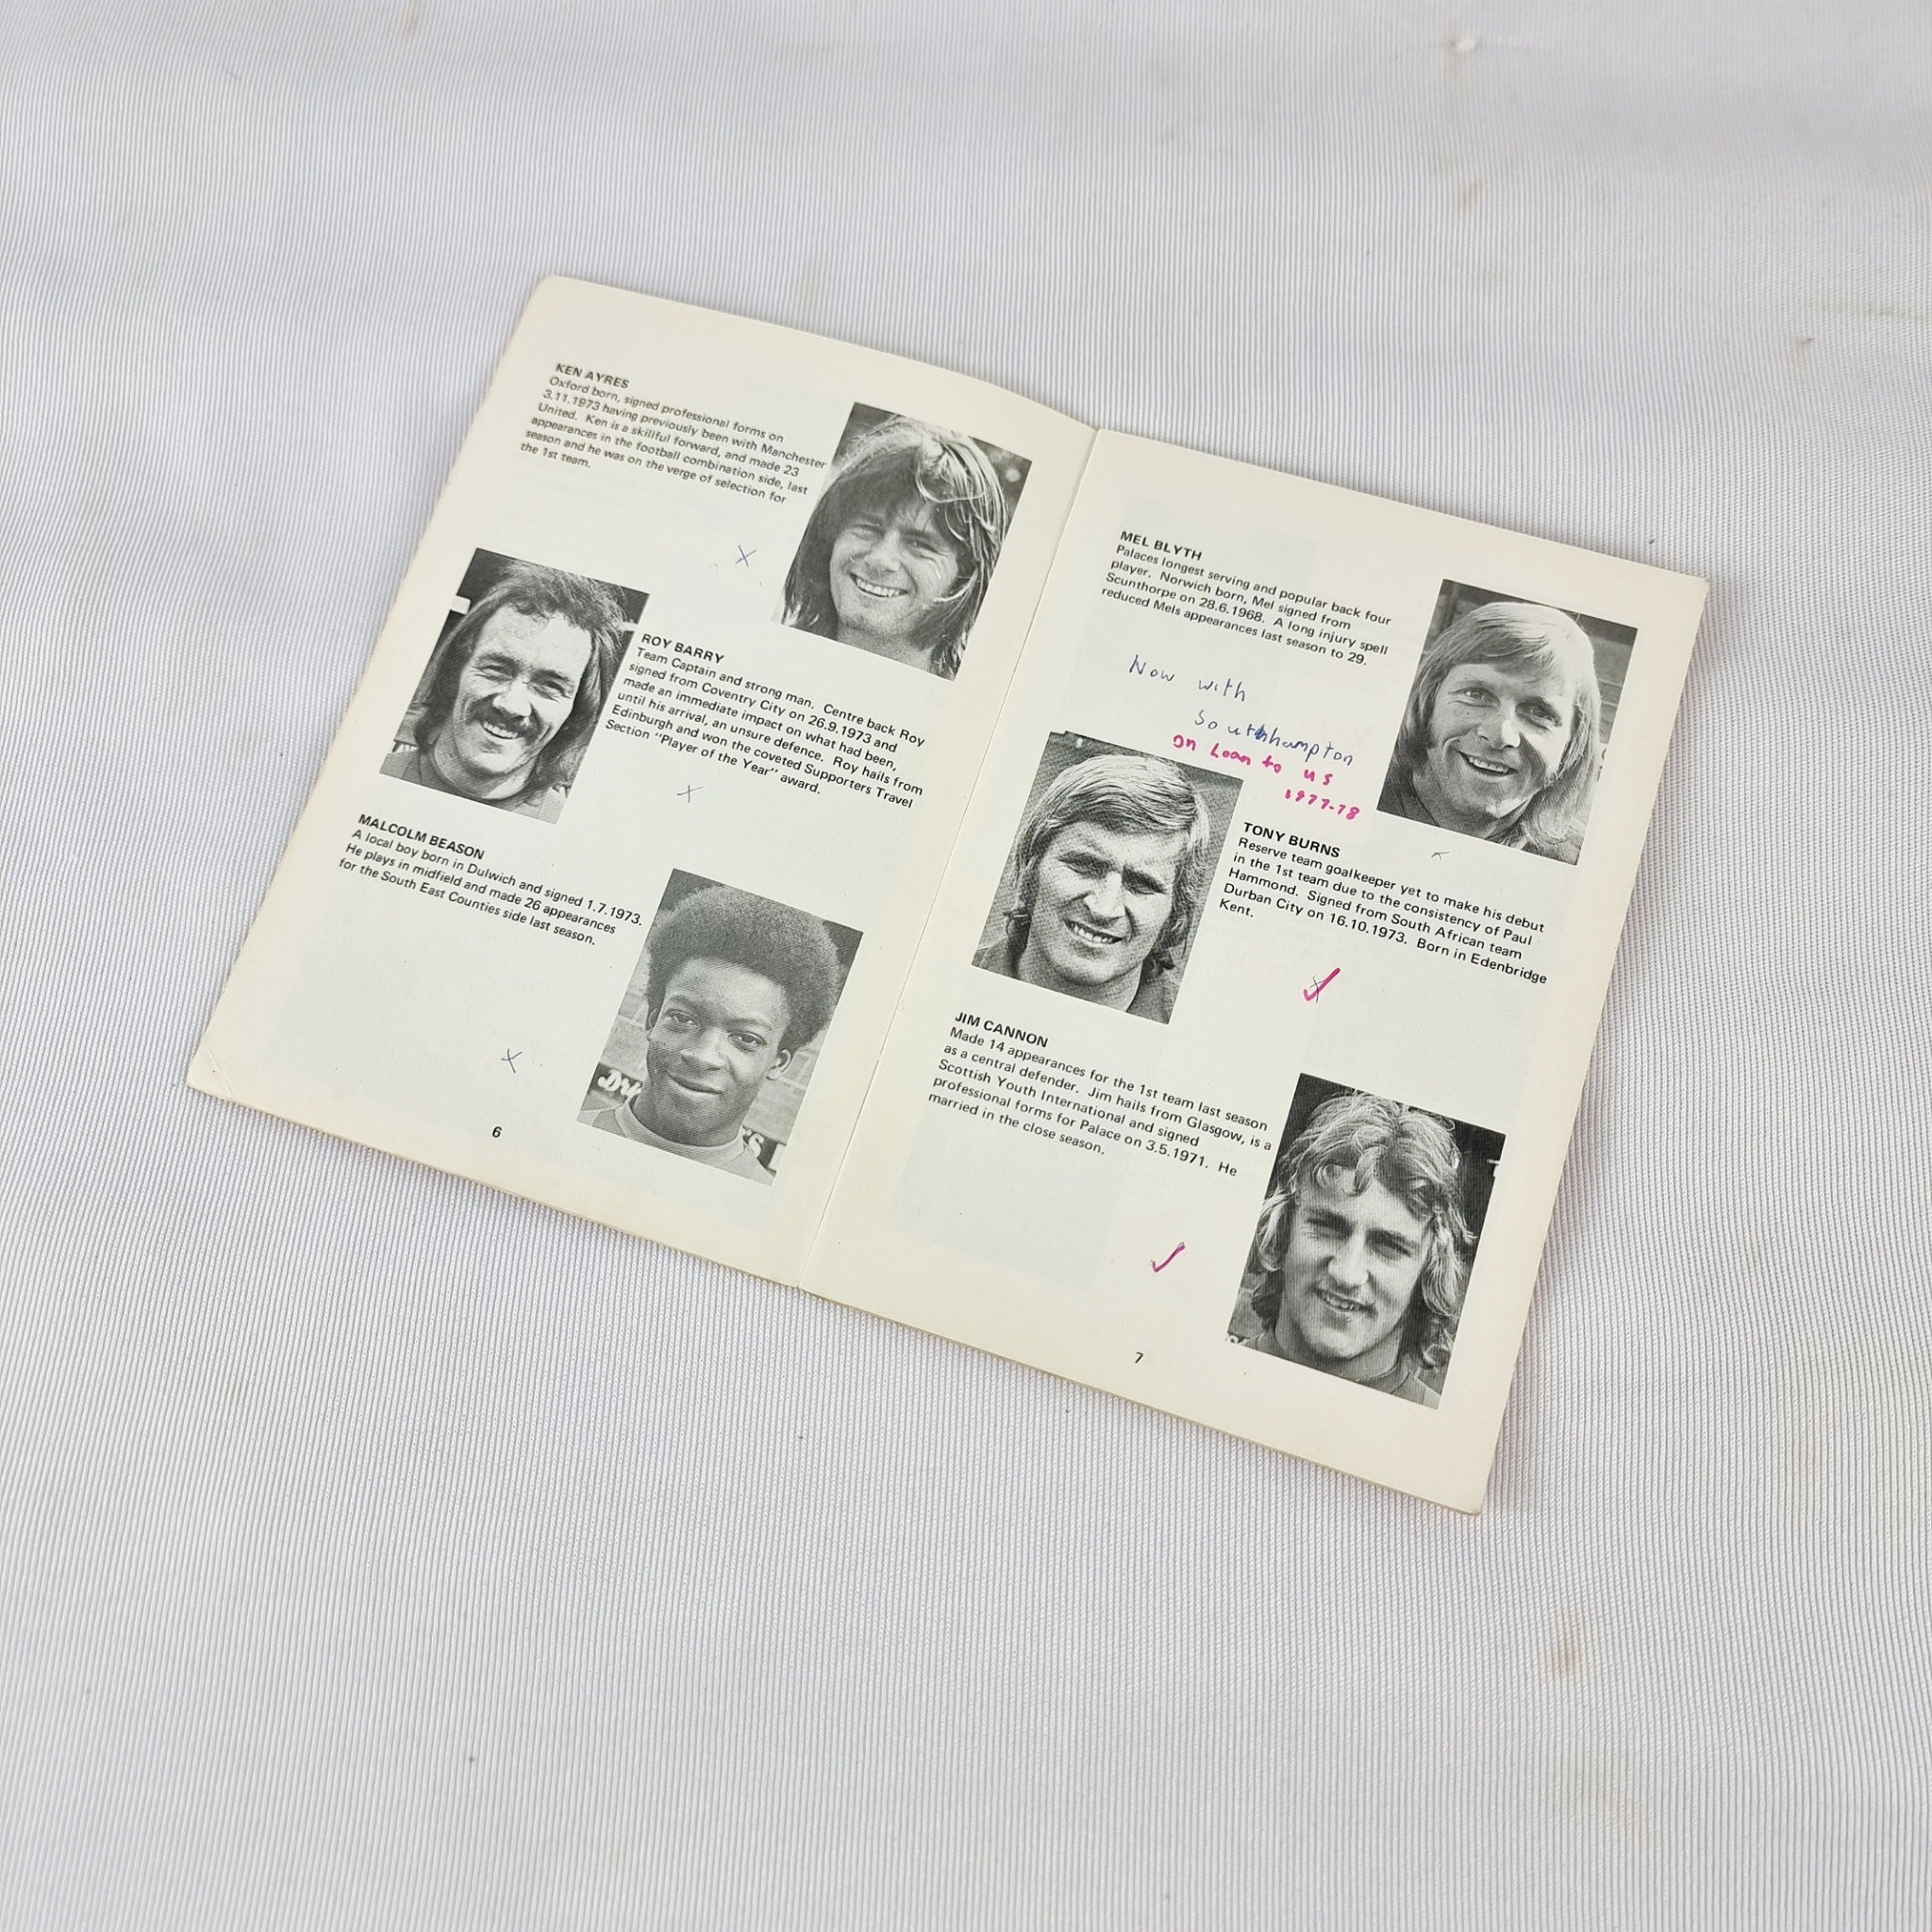 KEN AYRES
Oxford born, signed professional forms on
3.11.1973 having previously been with Manchester
United. Ken is a skillful forward, and made 23
appearances in the football combination side, last
season and he was on the verge of selection for
the 1st team.
x
ROY BARRY
Team Captain and strong man. Centre back Roy
signed from Coventry City on 26.9.1973 and
made an immediate impact on what had been,
until his arrival, an unsure defence. Roy hails from
Edinburgh and won the coveted Supporters Travel
Section "Player of the Year" award.
x
MALCOLM BEASON
A local boy born in Dulwich and signed 1.7.1973.
He plays in midfield and made 26 appearances
for the South East Counties side last season.
x
6
MEL BLYTH
Palaces longest serving and popular back four
player. Norwich born, Mel signed from
Scunthorpe on 28.6.1968. A long injury spell
reduced Mels appearances last season to 29.
Now with
Southhampton
On Loan to us
1977-78
TONY BURNS
Reserve team goalkeeper yet to make his debut
in the 1st team due to the consistency of Paul
Hammond. Signed from South African team
Durban City on 16.10.1973. Born in Edenbridge
Kent.
JIM CANNON
Made 14 appearances for the 1st team last season
as a central defender. Jim hails from Glasgow, is a
Scottish Youth International and signed
professional forms for Palace on 3.5.1971. He
married in the close season.
7